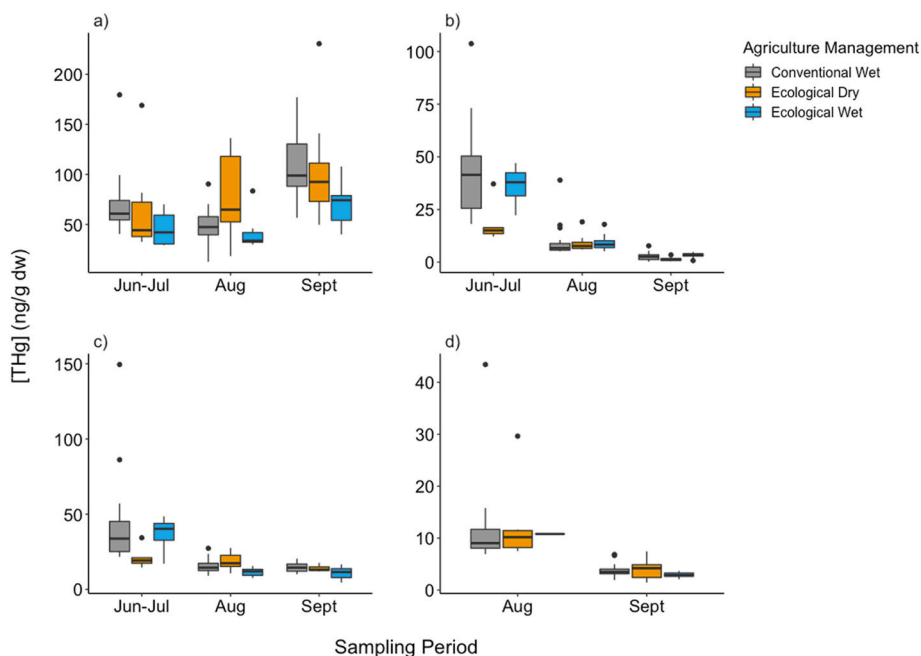 a)
b)
Agriculture Management
Conventional Wet
Ecological Dry
Ecological Wet
200
150
100
50
Jun-Jul Aug Sept
100
75
50
25
0
Jun-Jul Aug Sept
[THg] (ng/g dw)
c)
d)
150
100
50
0
Jun-Jul Aug Sept
40
30
20
10
0
Aug Sept
Sampling Period